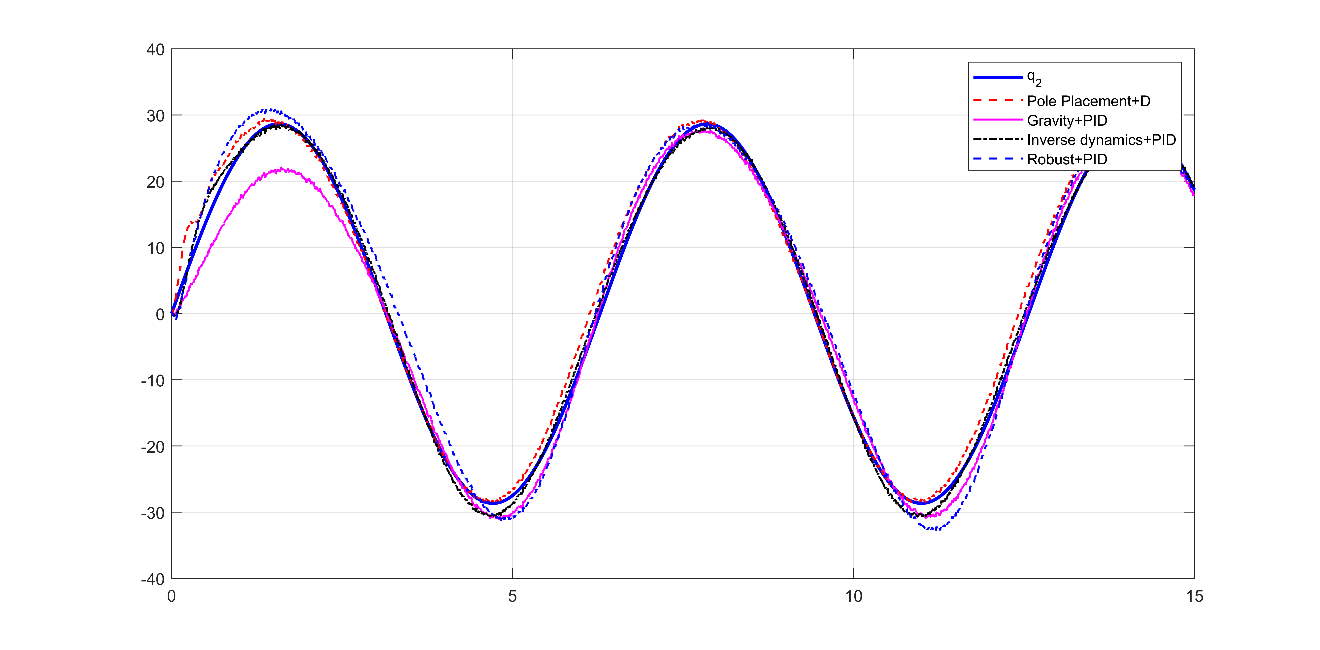 40
30
20
10
0
-10
-20
-30
-40
0
5
10
15
q2
Pole Placement+D
Gravity+PID
Inverse dynamics+PID
Robust+PID